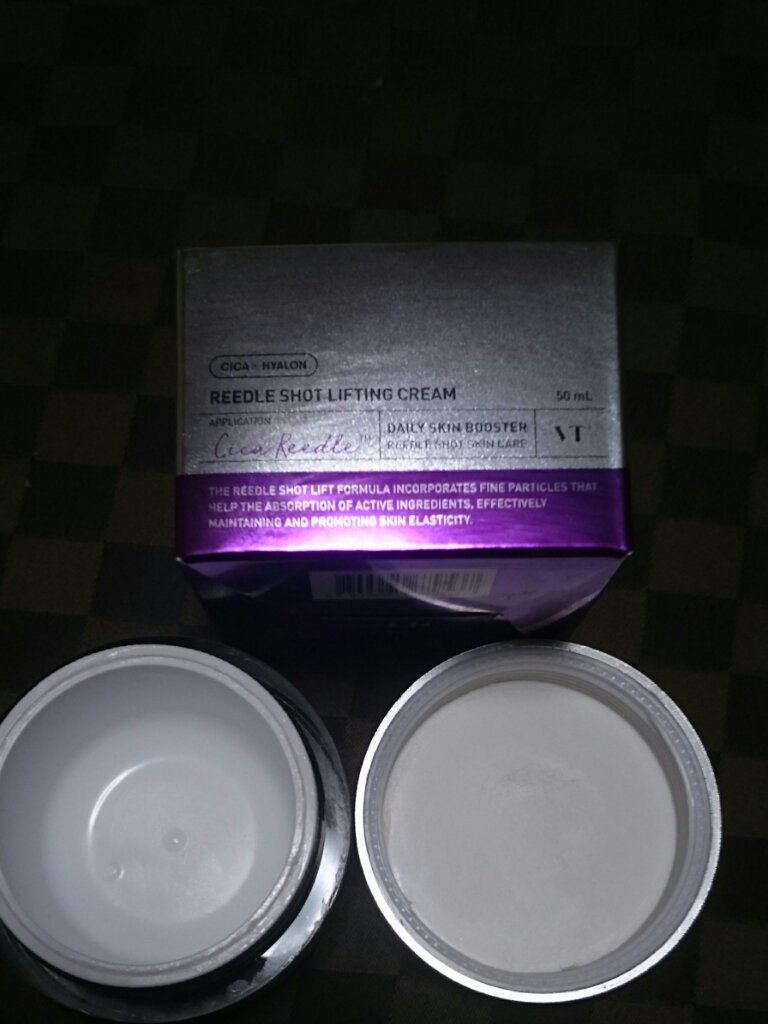 CICA × HYALON
REEDLE SHOT LIFTING CREAM 50 mL
APPLICATION
Cica Reedle™
DAILY SKIN BOOSTER
REEDLE SHOT SKIN CARE
VT
THE REEDLE SHOT LIFT FORMULA INCORPORATES FINE PARTICLES THAT
HELP THE ABSORPTION OF ACTIVE INGREDIENTS, EFFECTIVELY
MAINTAINING AND PROMOTING SKIN ELASTICITY.